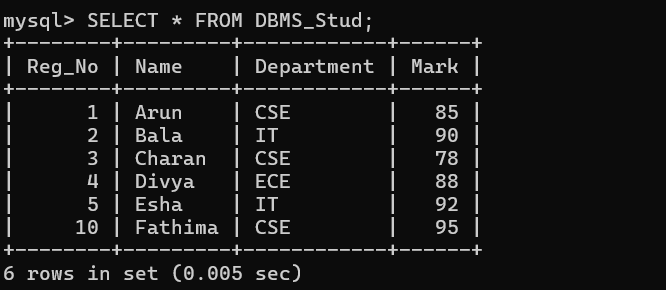 mysql> SELECT * FROM DBMS_Stud;
+--------+---------+------------+------+
| Reg_No | Name    | Department | Mark |
+--------+---------+------------+------+
|      1 | Arun    | CSE        |   85 |
|      2 | Bala    | IT         |   90 |
|      3 | Charan  | CSE        |   78 |
|      4 | Divya   | ECE        |   88 |
|      5 | Esha    | IT         |   92 |
|     10 | Fathima | CSE        |   95 |
+--------+---------+------------+------+
6 rows in set (0.005 sec)